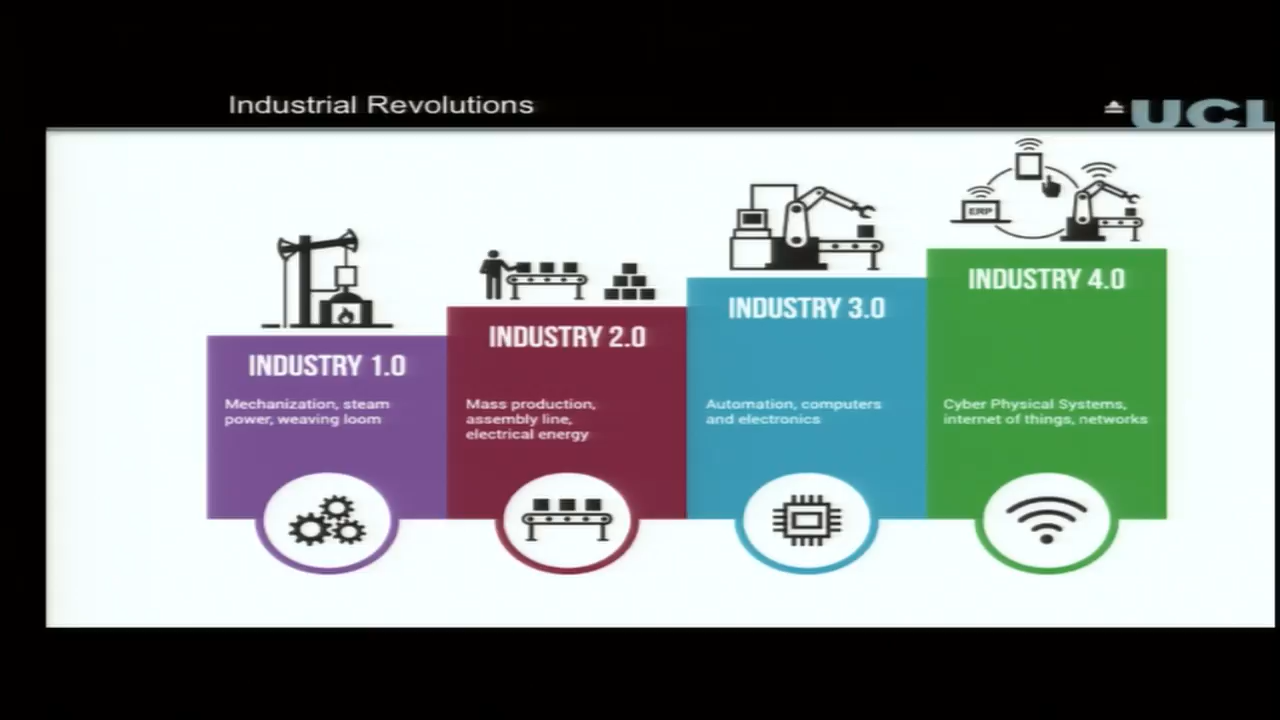 Industrial Revolutions
UCL
ERP
INDUSTRY 1.0
Mechanization, steam
power, weaving loom
INDUSTRY 2.0
Mass production,
assembly line,
electrical energy
INDUSTRY 3.0
Automation, computers
and electronics
INDUSTRY 4.0
Cyber Physical Systems,
internet of things, networks